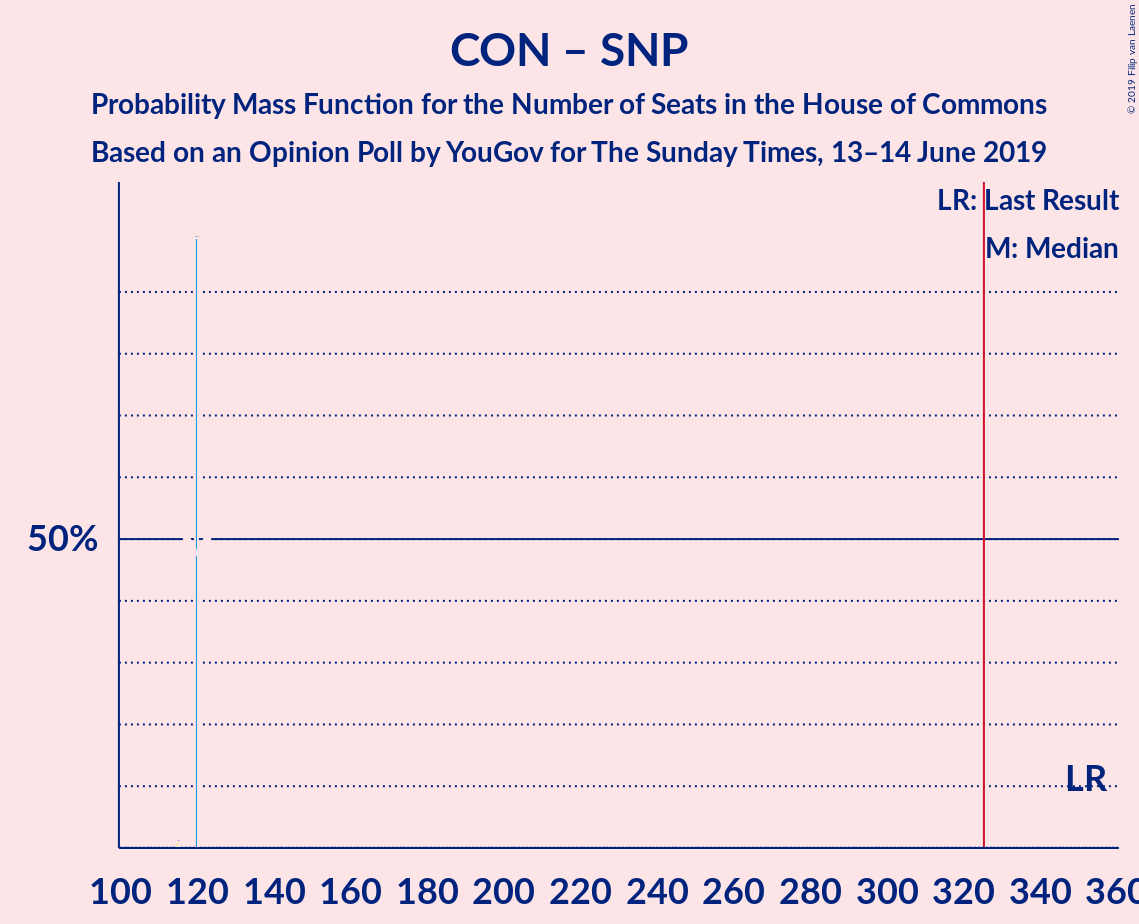 CON – SNP
Probability Mass Function for the Number of Seats in the House of Commons
Based on an Opinion Poll by YouGov for The Sunday Times, 13–14 June 2019
© 2019 Filip van Laenen
LR: Last Result
M: Median
50%
LR
100 120 140 160 180 200 220 240 260 280 300 320 340 360